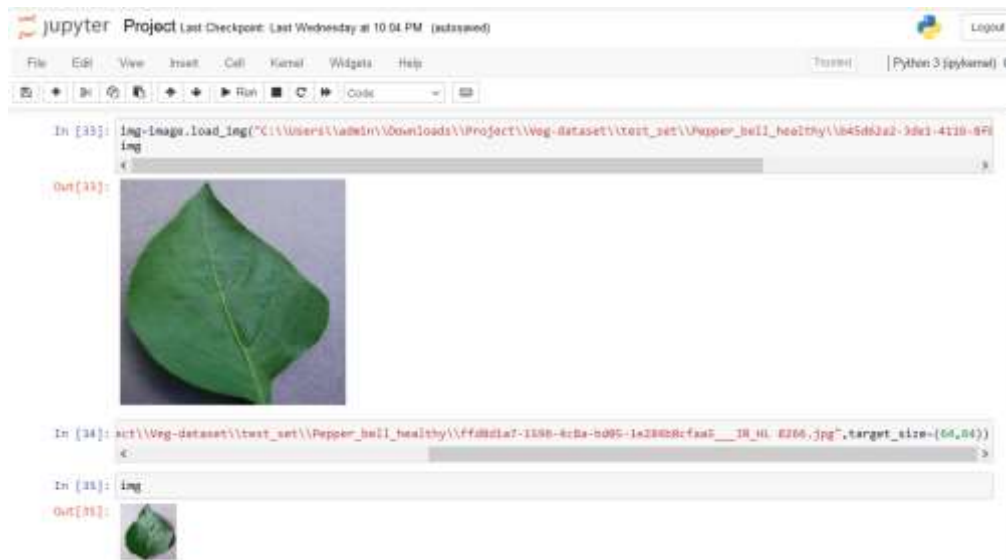 jupyter Project Last Checkpoint: Last Wednesday at 10:04 PM (autosaved)
Logout
File Edit View Insert Cell Kernel Widgets Help
Trusted
Python 3 (ipykernel)
Run
Code
In [33]: img=image.load_img("C:\\Users\\admin\\Downloads\\Project\\Veg-dataset\\test_set\\Pepper_bell_healthy\\
img
Out[33]:
In [34]: ect\\Veg-dataset\\test_set\\Pepper_bell_healthy\\ .jpg",target_size=(64,64))
In [35]: img
Out[35]: